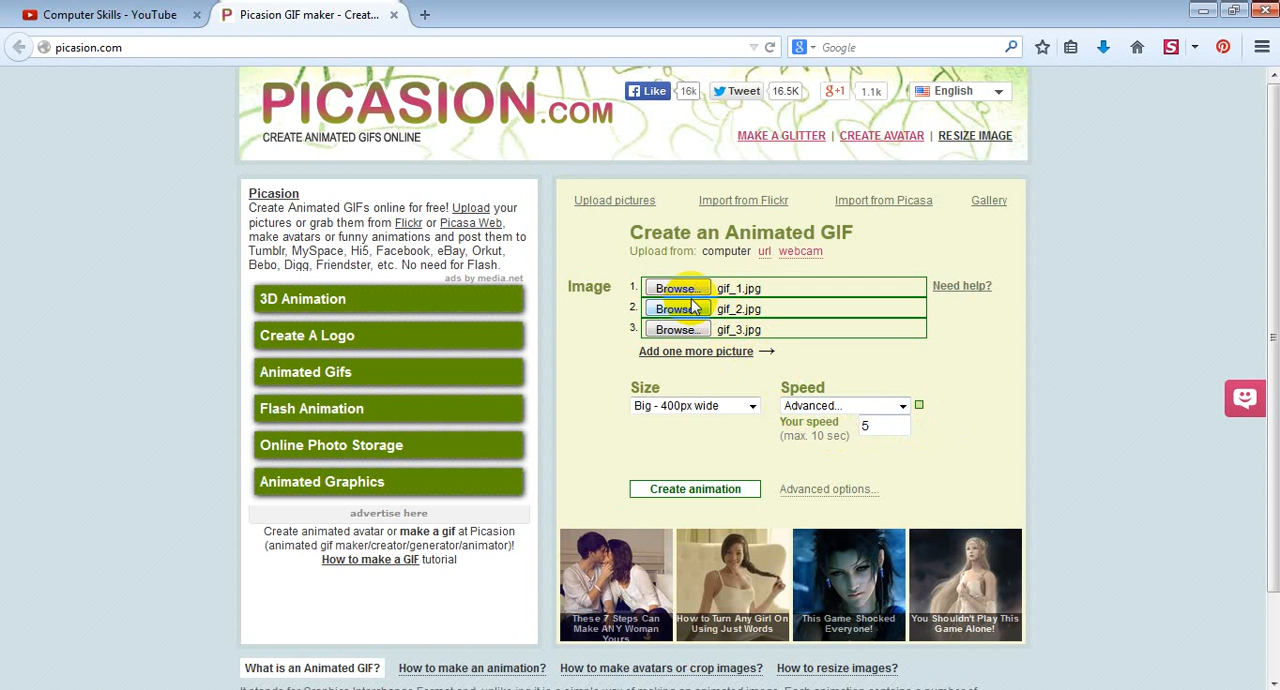 Computer Skills - YouTube
Picasion GIF maker - Creat...
picasion.com
Google
PICASION.COM
CREATE ANIMATED GIFS ONLINE
Like 16k Tweet 16.5K g+1 1.1k English
MAKE A GLITTER | CREATE AVATAR | RESIZE IMAGE
Picasion
Create Animated GIFs online for free! Upload your
pictures or grab them from Flickr or Picasa Web,
make avatars or funny animations and post them to
Tumblr, MySpace, Hi5, Facebook, eBay, Orkut,
Bebo, Digg, Friendster, etc. No need for Flash.
ads by media.net
3D Animation
Create A Logo
Animated Gifs
Flash Animation
Online Photo Storage
Animated Graphics
advertise here
Create animated avatar or make a gif at Picasion
(animated gif maker/creator/generator/animator)!
How to make a GIF tutorial
Upload pictures Import from Flickr Import from Picasa Gallery
Create an Animated GIF
Upload from: computer url webcam
Image
1. Browse... gif_1.jpg
Need help?
2. Browse... gif_2.jpg
3. Browse... gif_3.jpg
Add one more picture →
Size Speed
Big - 400px wide Advanced...
Your speed 5
(max. 10 sec)
Create animation Advanced options...
These 7 Steps Can
Make ANY Woman
Yours
How to Turn Any Girl On
Using Just Words
This Game Shocked
Everyone!
You Shouldn't Play This
Game Alone!
What is an Animated GIF? How to make an animation? How to make avatars or crop images? How to resize images?